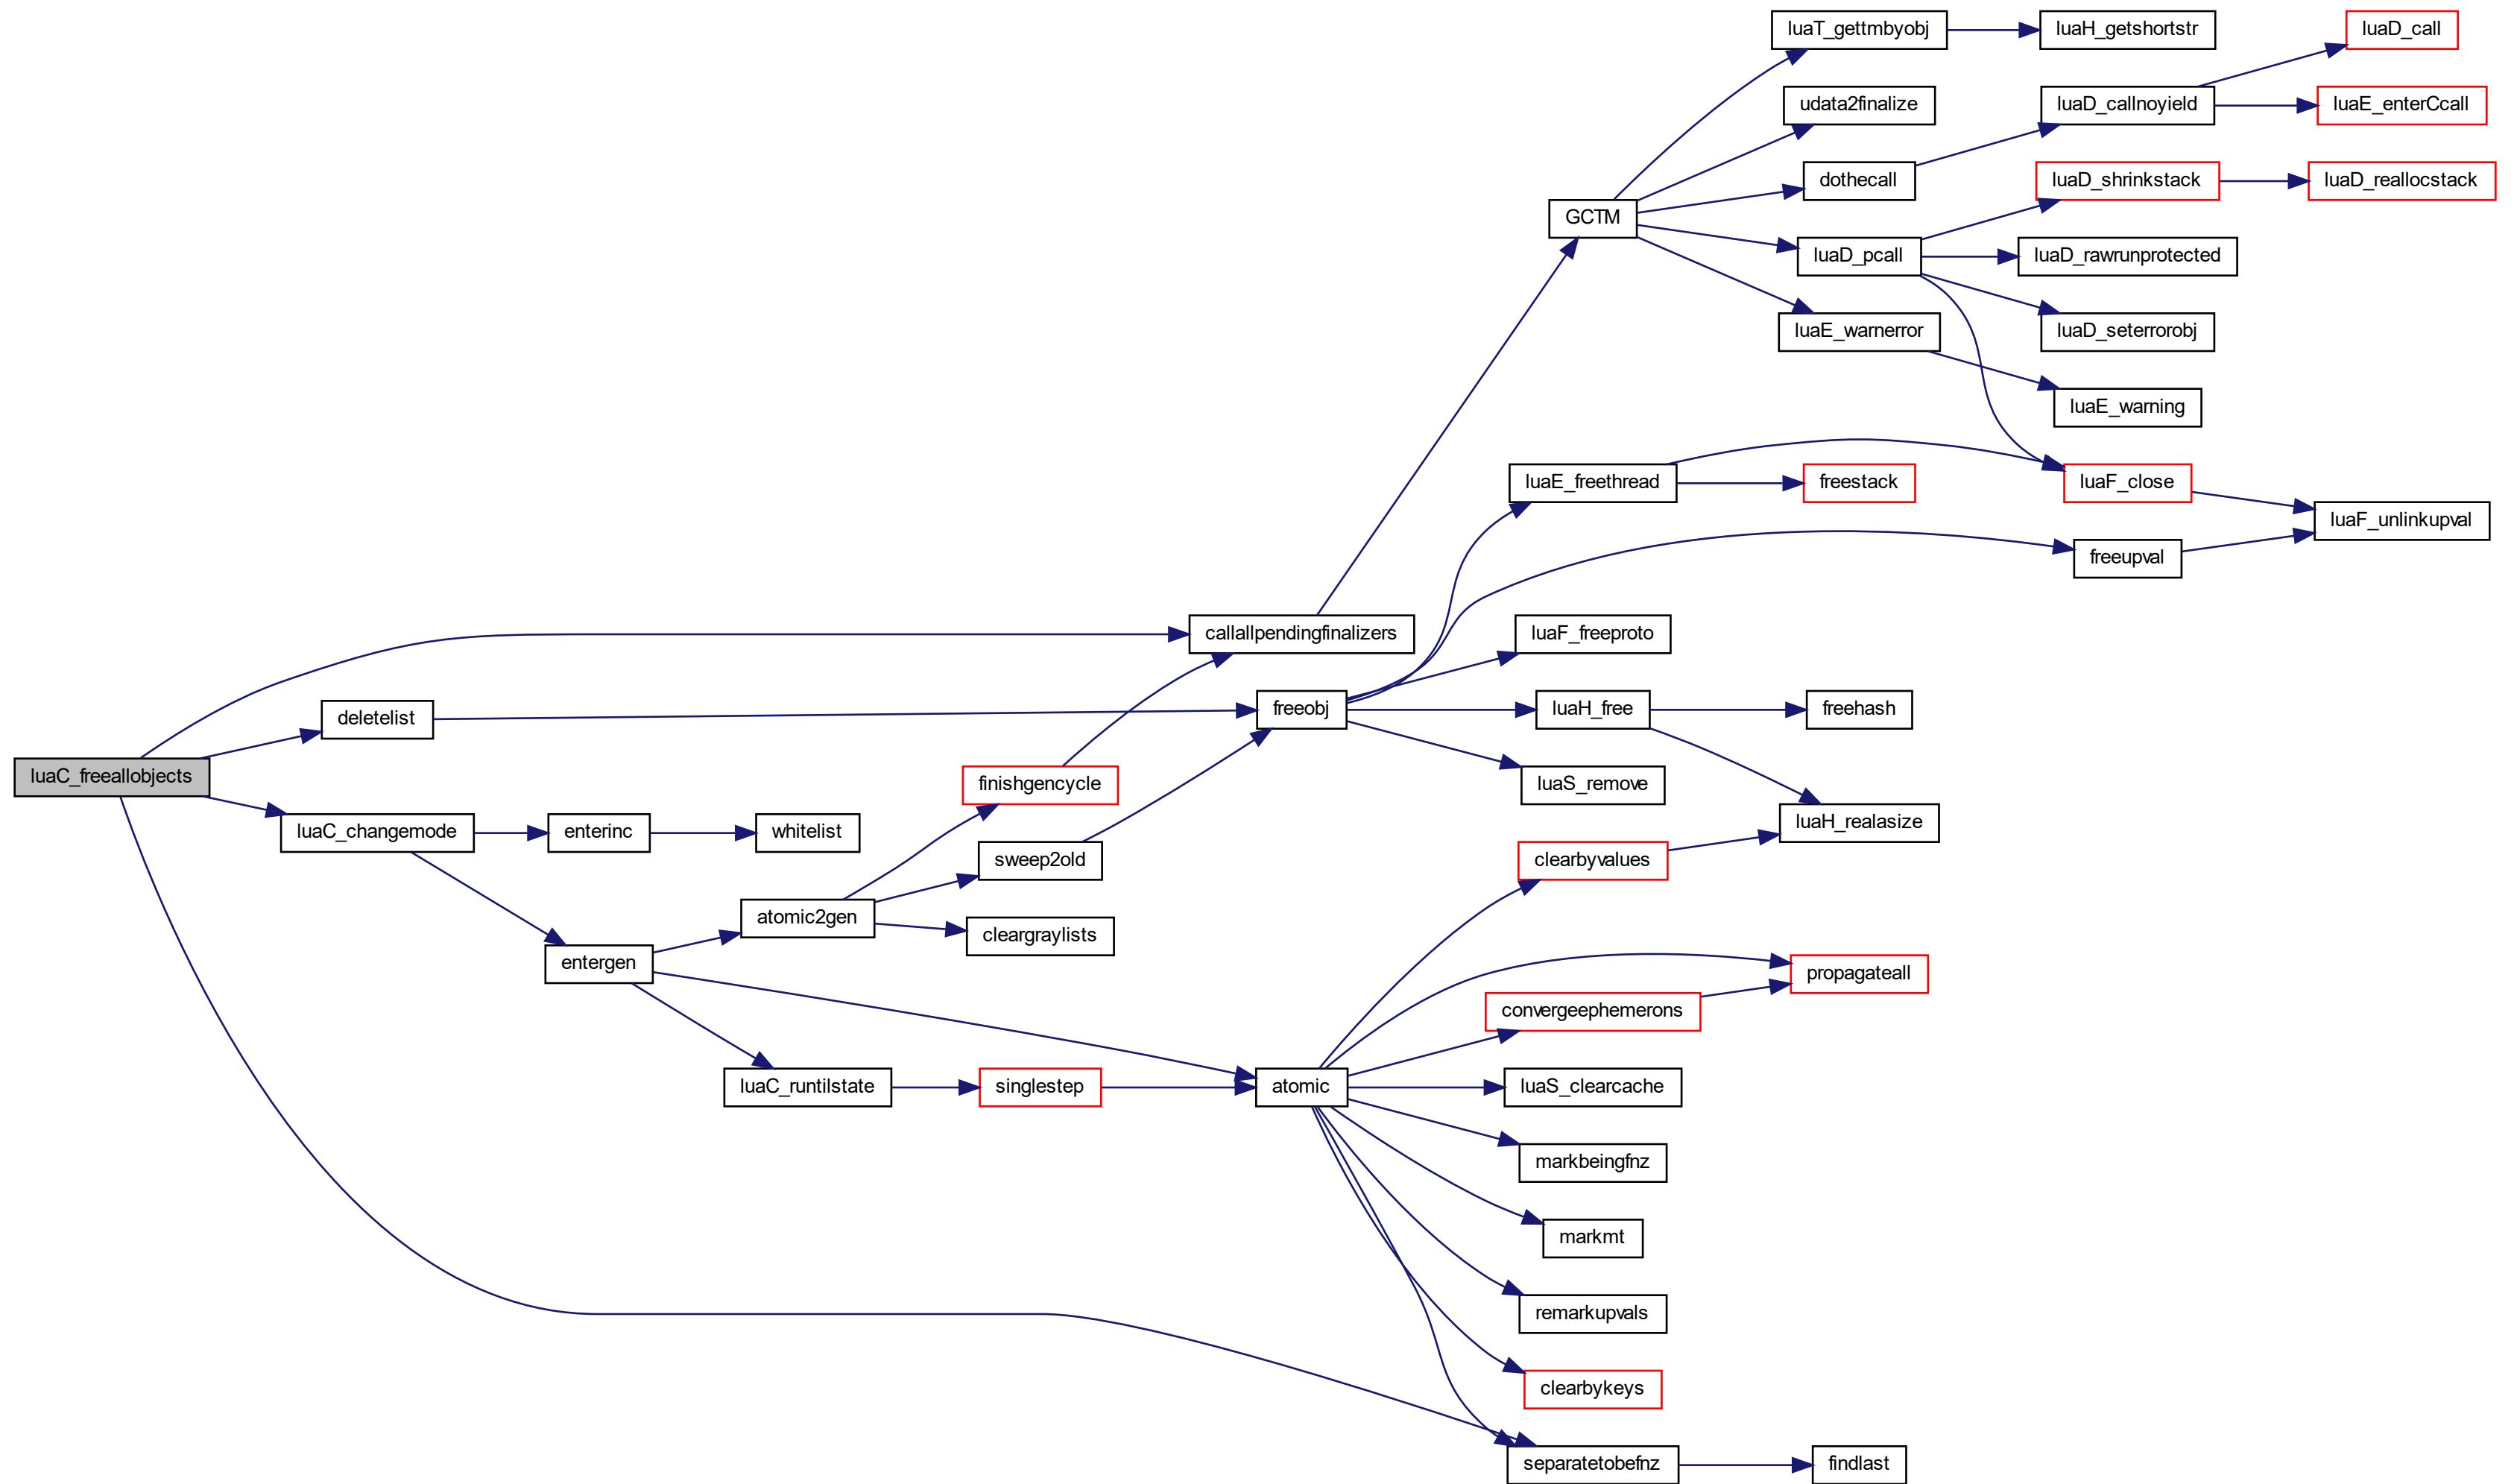 luaC_freeallobjects
callallpendingfinalizers
deletelist
luaC_changemode
enterinc
whitelist
entergen
atomic2gen
finishgencycle
sweep2old
cleargraylists
luaC_runtilstate
singlestep
atomic
freeobj
GCTM
luaT_gettmbyobj
luaH_getshortstr
udata2finalize
dothecall
luaD_callnoyield
luaD_call
luaE_enterCcall
luaD_pcall
luaD_shrinkstack
luaD_reallocstack
luaD_rawrunprotected
luaD_seterrorobj
luaE_warnerror
luaE_warning
luaE_freethread
freestack
luaF_close
luaF_unlinkupval
freeupval
luaF_freeproto
luaH_free
freehash
luaS_remove
luaH_realasize
clearbyvalues
propagateall
convergeephemerons
luaS_clearcache
markbeingfnz
markmt
remarkupvals
clearbykeys
separatetobefnz
findlast